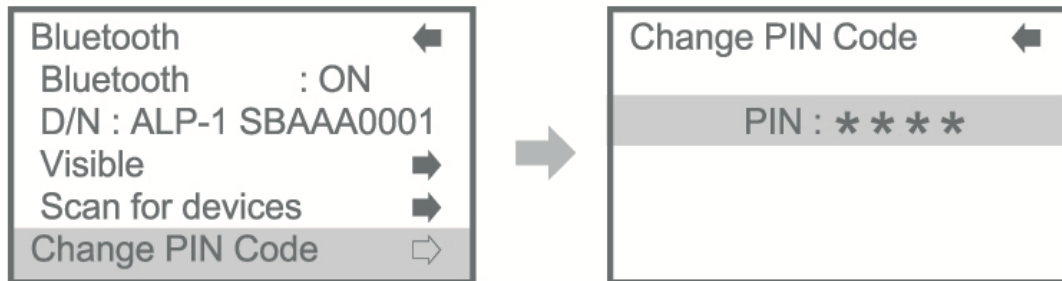 Bluetooth
Bluetooth : ON
D/N : ALP-1 SBAAA0001
Visible
Scan for devices
Change PIN Code
Change PIN Code
PIN : ****